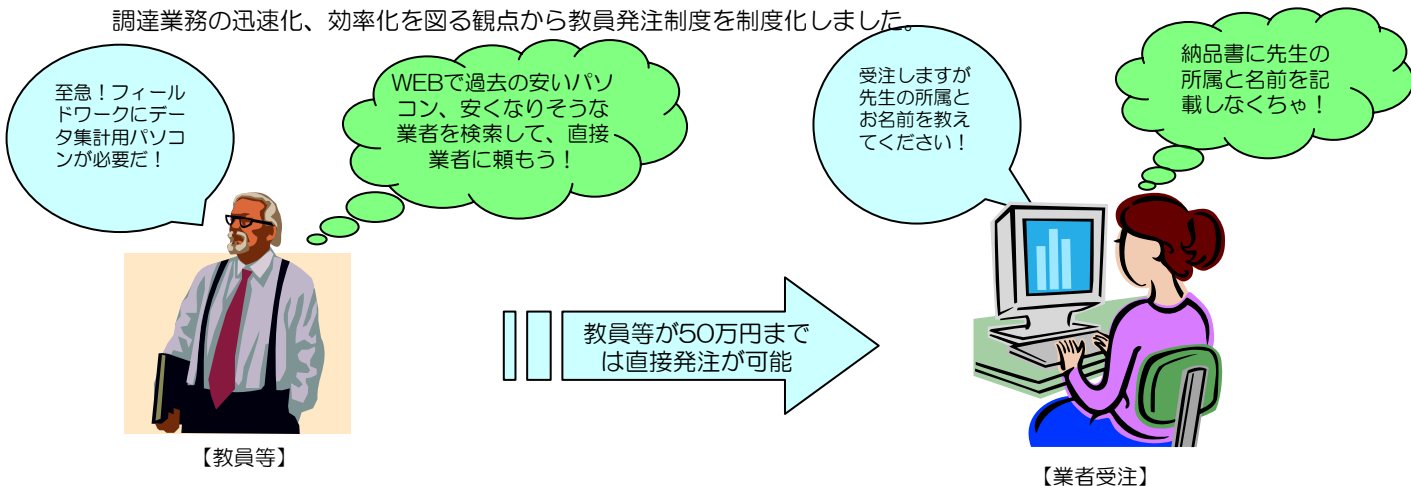 調達業務の迅速化、効率化を図る観点から教員発注制度を制度化しました。
至急！フィール
ドワークにデー
タ集計用パソコ
ンが必要だ！
WEBで過去の安いパソ
コン、安くなりそうな
業者を検索して、直接
業者に頼もう！
受注しますが
先生の所属と
お名前を教え
てください！
納品書に先生の
所属と名前を記
載しなくちゃ！
教員等が50万円まで
は直接発注が可能
【教員等】
【業者受注】